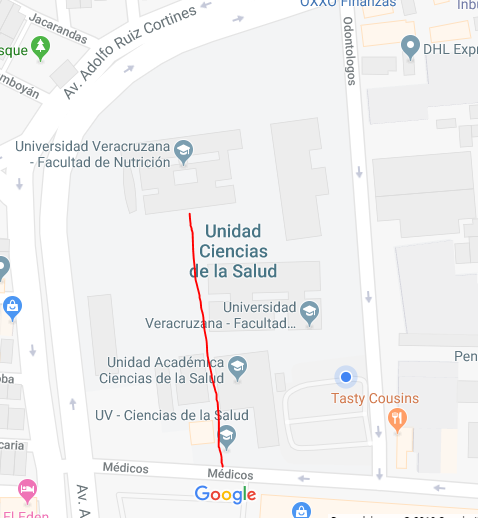 OXXO Finanzas
Inbu
Jacarandas
Av. Adolfo Ruiz Cortines
Odontologos
DHL Expr
sque
mboyán
Universidad Veracruzana
- Facultad de Nutrición
Unidad
Ciencias
de la Salud
Universidad
Veracruzana - Facultad...
Unidad Académica
Ciencias de la Salud
Pen
Tasty Cousins
oba
UV - Ciencias de la Salud
caria
Médicos
Médicos
Google
Av. A
El Eden